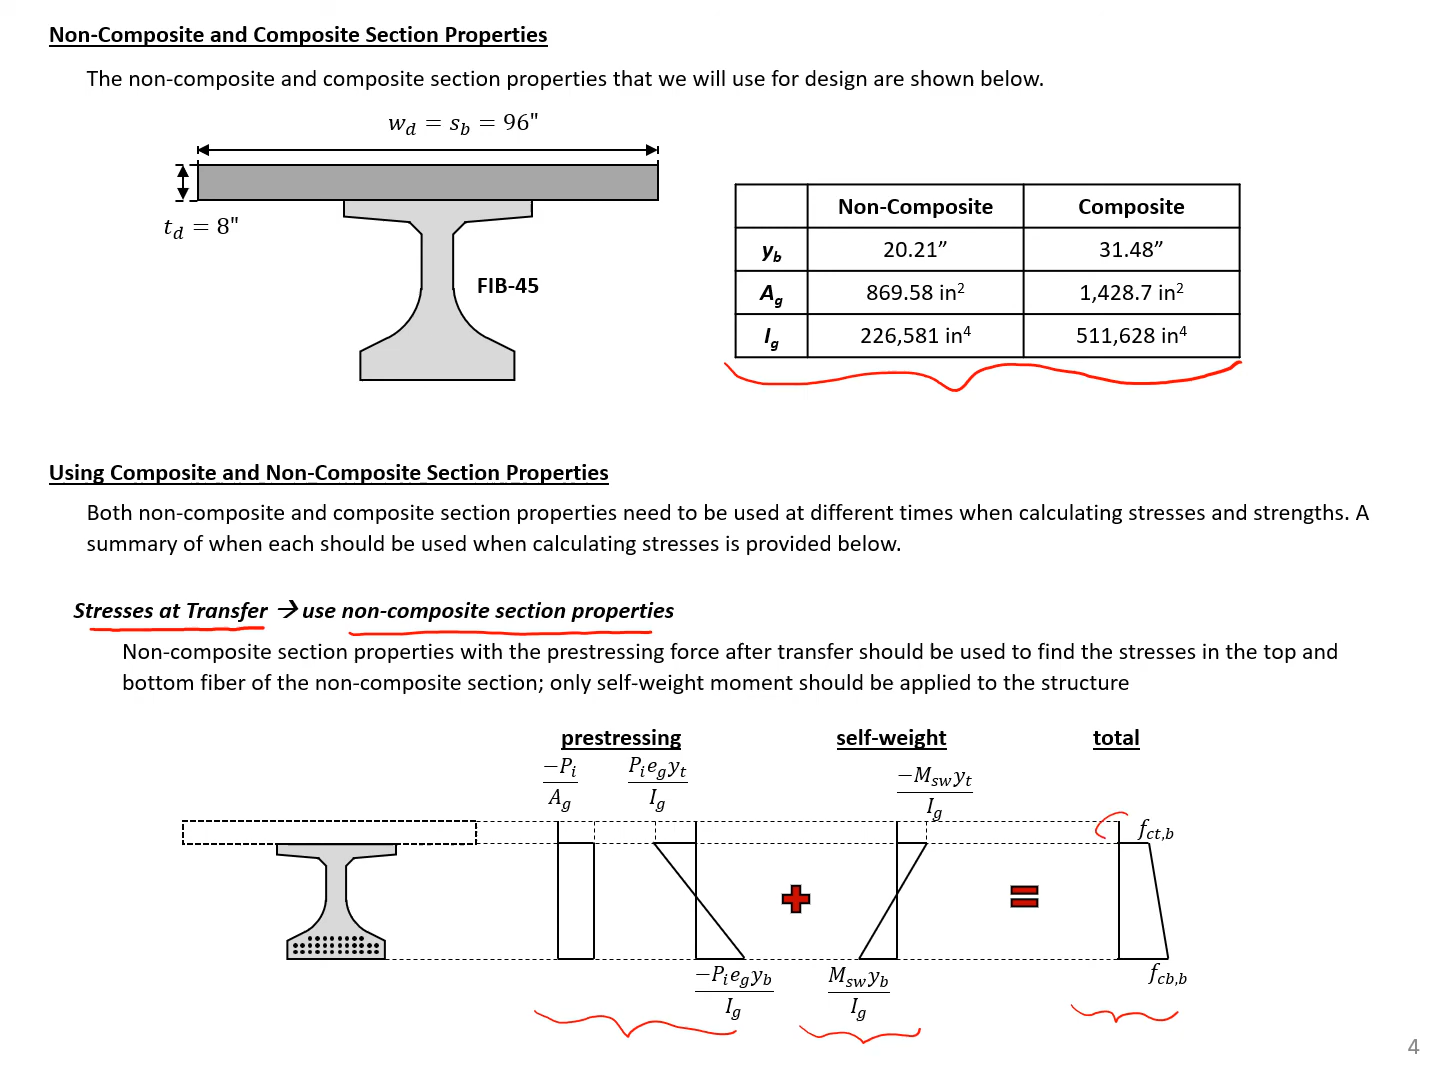 Non-Composite and Composite Section Properties
The non-composite and composite section properties that we will use for design are shown below.
w_d = s_b = 96"
t_d = 8"
FIB-45
Non-Composite Composite
y_b 20.21” 31.48”
A_g 869.58 in² 1,428.7 in²
I_g 226,581 in⁴ 511,628 in⁴
Using Composite and Non-Composite Section Properties
Both non-composite and composite section properties need to be used at different times when calculating stresses and strengths. A
summary of when each should be used when calculating stresses is provided below.
Stresses at Transfer → use non-composite section properties
Non-composite section properties with the prestressing force after transfer should be used to find the stresses in the top and
bottom fiber of the non-composite section; only self-weight moment should be applied to the structure
prestressing self-weight total
−P_i / A_g
P_i e_g y_t / I_g
−M_sw y_t / I_g
f_ct,b
+ =
−P_i e_g y_b / I_g
M_sw y_b / I_g
f_cb,b
4